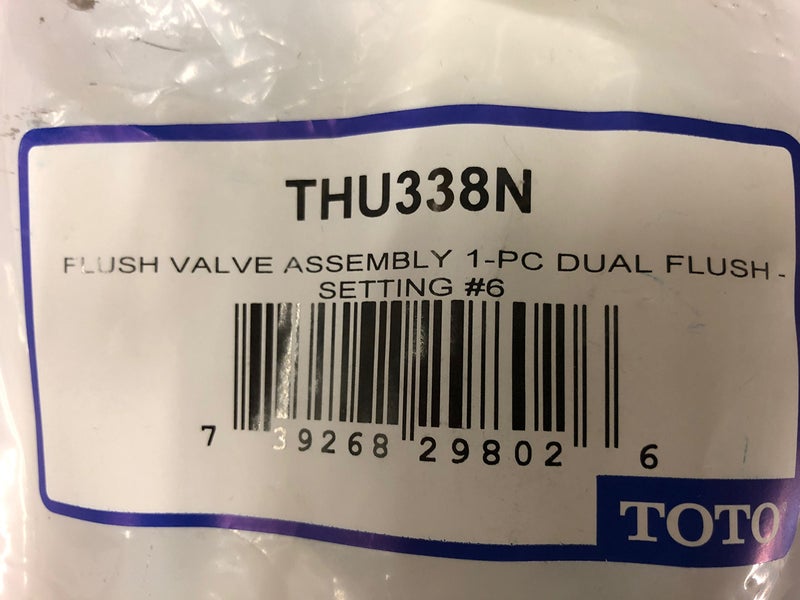 THU338N
FLUSH VALVE ASSEMBLY 1-PC DUAL FLUSH -
SETTING #6
7 39268 29802 6
TOTO